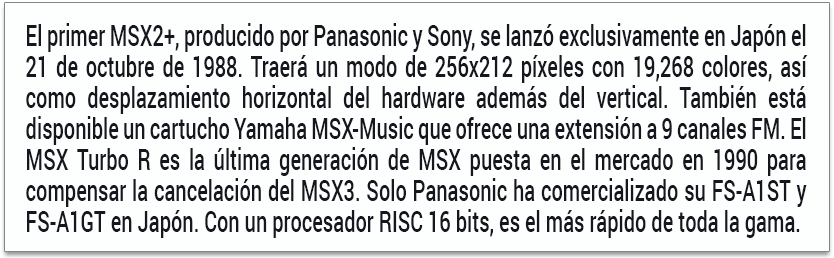 El primer MSX2+, producido por Panasonic y Sony, se lanzó exclusivamente en Japón el
21 de octubre de 1988. Traerá un modo de 256x212 píxeles con 19,268 colores, así
como desplazamiento horizontal del hardware además del vertical. También está
disponible un cartucho Yamaha MSX-Music que ofrece una extensión a 9 canales FM. El
MSX Turbo R es la última generación de MSX puesta en el mercado en 1990 para
compensar la cancelación del MSX3. Solo Panasonic ha comercializado su FS-A1ST y
FS-A1GT en Japón. Con un procesador RISC 16 bits, es el más rápido de toda la gama.